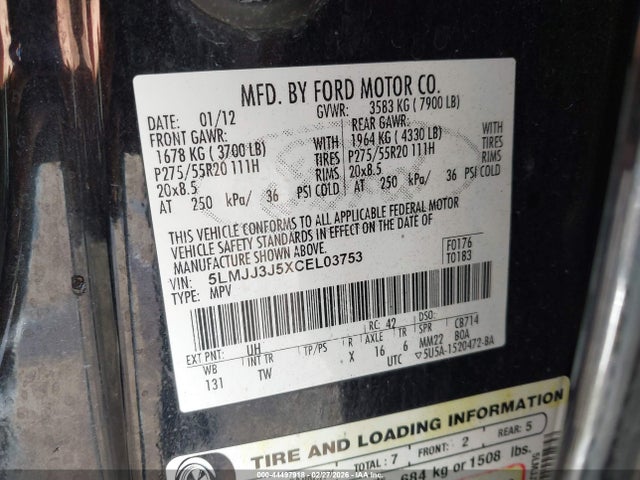 MFD. BY FORD MOTOR CO.
DATE: 01/12 GVWR: 3583 KG ( 7900 LB)
FRONT GAWR: REAR GAWR:
1678 KG ( 3700 LB) WITH 1964 KG ( 4330 LB) WITH
P275/55R20 111H TIRES P275/55R20 111H TIRES
20x8.5 RIMS 20x8.5 RIMS
AT 250 kPa/ 36 PSI COLD AT 250 kPa/ 36 PSI COLD
THIS VEHICLE CONFORMS TO ALL APPLICABLE FEDERAL MOTOR
VEHICLE SAFETY STANDARDS IN EFFECT ON THE DATE OF
MANUFACTURE SHOWN ABOVE.
VIN: 5LMJJ3J5XCEL03753 F0176
TYPE: MPV T0183
EXT PNT: UH RC: 42 DSO:
WB INT TR TP/PS R AXLE TR SPR CB714
131 TW X 16 6 MM22 BOA
UTC ▽5U5A-1520472-BA
TIRE AND LOADING INFORMATION
TOTAL: 7 FRONT: 2 REAR: 5
684 kg or 1508 lbs.
44497918 - 02/27/2026 - IAAI Fremont